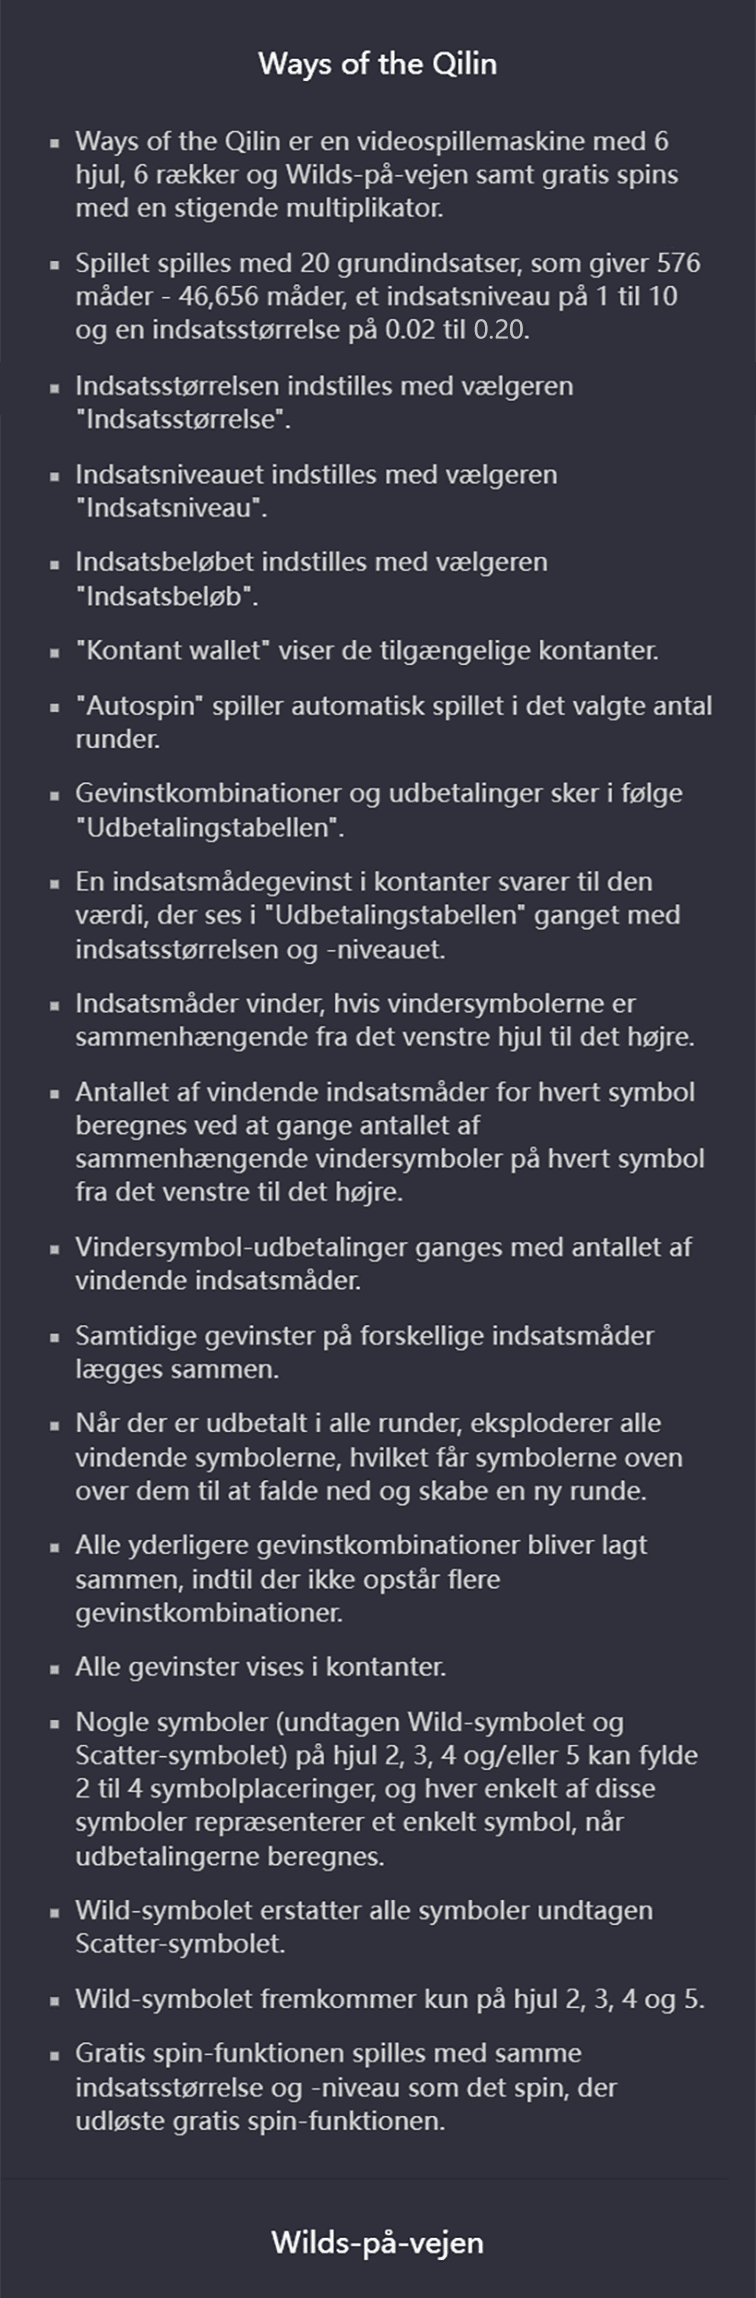 Ways of the Qilin
▪ Ways of the Qilin er en videospillemaskine med 6
hjul, 6 rækker og Wilds-på-vejen samt gratis spins
med en stigende multiplikator.
▪ Spillet spilles med 20 grundindsatser, som giver 576
måder - 46,656 måder, et indsatsniveau på 1 til 10
og en indsatsstørrelse på 0.02 til 0.20.
▪ Indsatsstørrelsen indstilles med vælgeren
"Indsatsstørrelse".
▪ Indsatsniveauet indstilles med vælgeren
"Indsatsniveau".
▪ Indsatsbeløbet indstilles med vælgeren
"Indsatsbeløb".
▪ "Kontant wallet" viser de tilgængelige kontanter.
▪ "Autospin" spiller automatisk spillet i det valgte antal
runder.
▪ Gevinstkombinationer og udbetalinger sker i følge
"Udbetalingstabellen".
▪ En indsatsmådegevinst i kontanter svarer til den
værdi, der ses i "Udbetalingstabellen" ganget med
indsatsstørrelsen og -niveauet.
▪ Indsatsmåder vinder, hvis vindersymbolerne er
sammenhængende fra det venstre hjul til det højre.
▪ Antallet af vindende indsatsmåder for hvert symbol
beregnes ved at gange antallet af
sammenhængende vindersymboler på hvert symbol
fra det venstre til det højre.
▪ Vindersymbol-udbetalinger ganges med antallet af
vindende indsatsmåder.
▪ Samtidige gevinster på forskellige indsatsmåder
lægges sammen.
▪ Når der er udbetalt i alle runder, eksploderer alle
vindende symbolerne, hvilket får symbolerne oven
over dem til at falde ned og skabe en ny runde.
▪ Alle yderligere gevinstkombinationer bliver lagt
sammen, indtil der ikke opstår flere
gevinstkombinationer.
▪ Alle gevinster vises i kontanter.
▪ Nogle symboler (undtagen Wild-symbolet og
Scatter-symbolet) på hjul 2, 3, 4 og/eller 5 kan fylde
2 til 4 symbolplaceringer, og hver enkelt af disse
symboler repræsenterer et enkelt symbol, når
udbetalingerne beregnes.
▪ Wild-symbolet erstatter alle symboler undtagen
Scatter-symbolet.
▪ Wild-symbolet fremkommer kun på hjul 2, 3, 4 og 5.
▪ Gratis spin-funktionen spilles med samme
indsatsstørrelse og -niveau som det spin, der
udløste gratis spin-funktionen.
Wilds-på-vejen